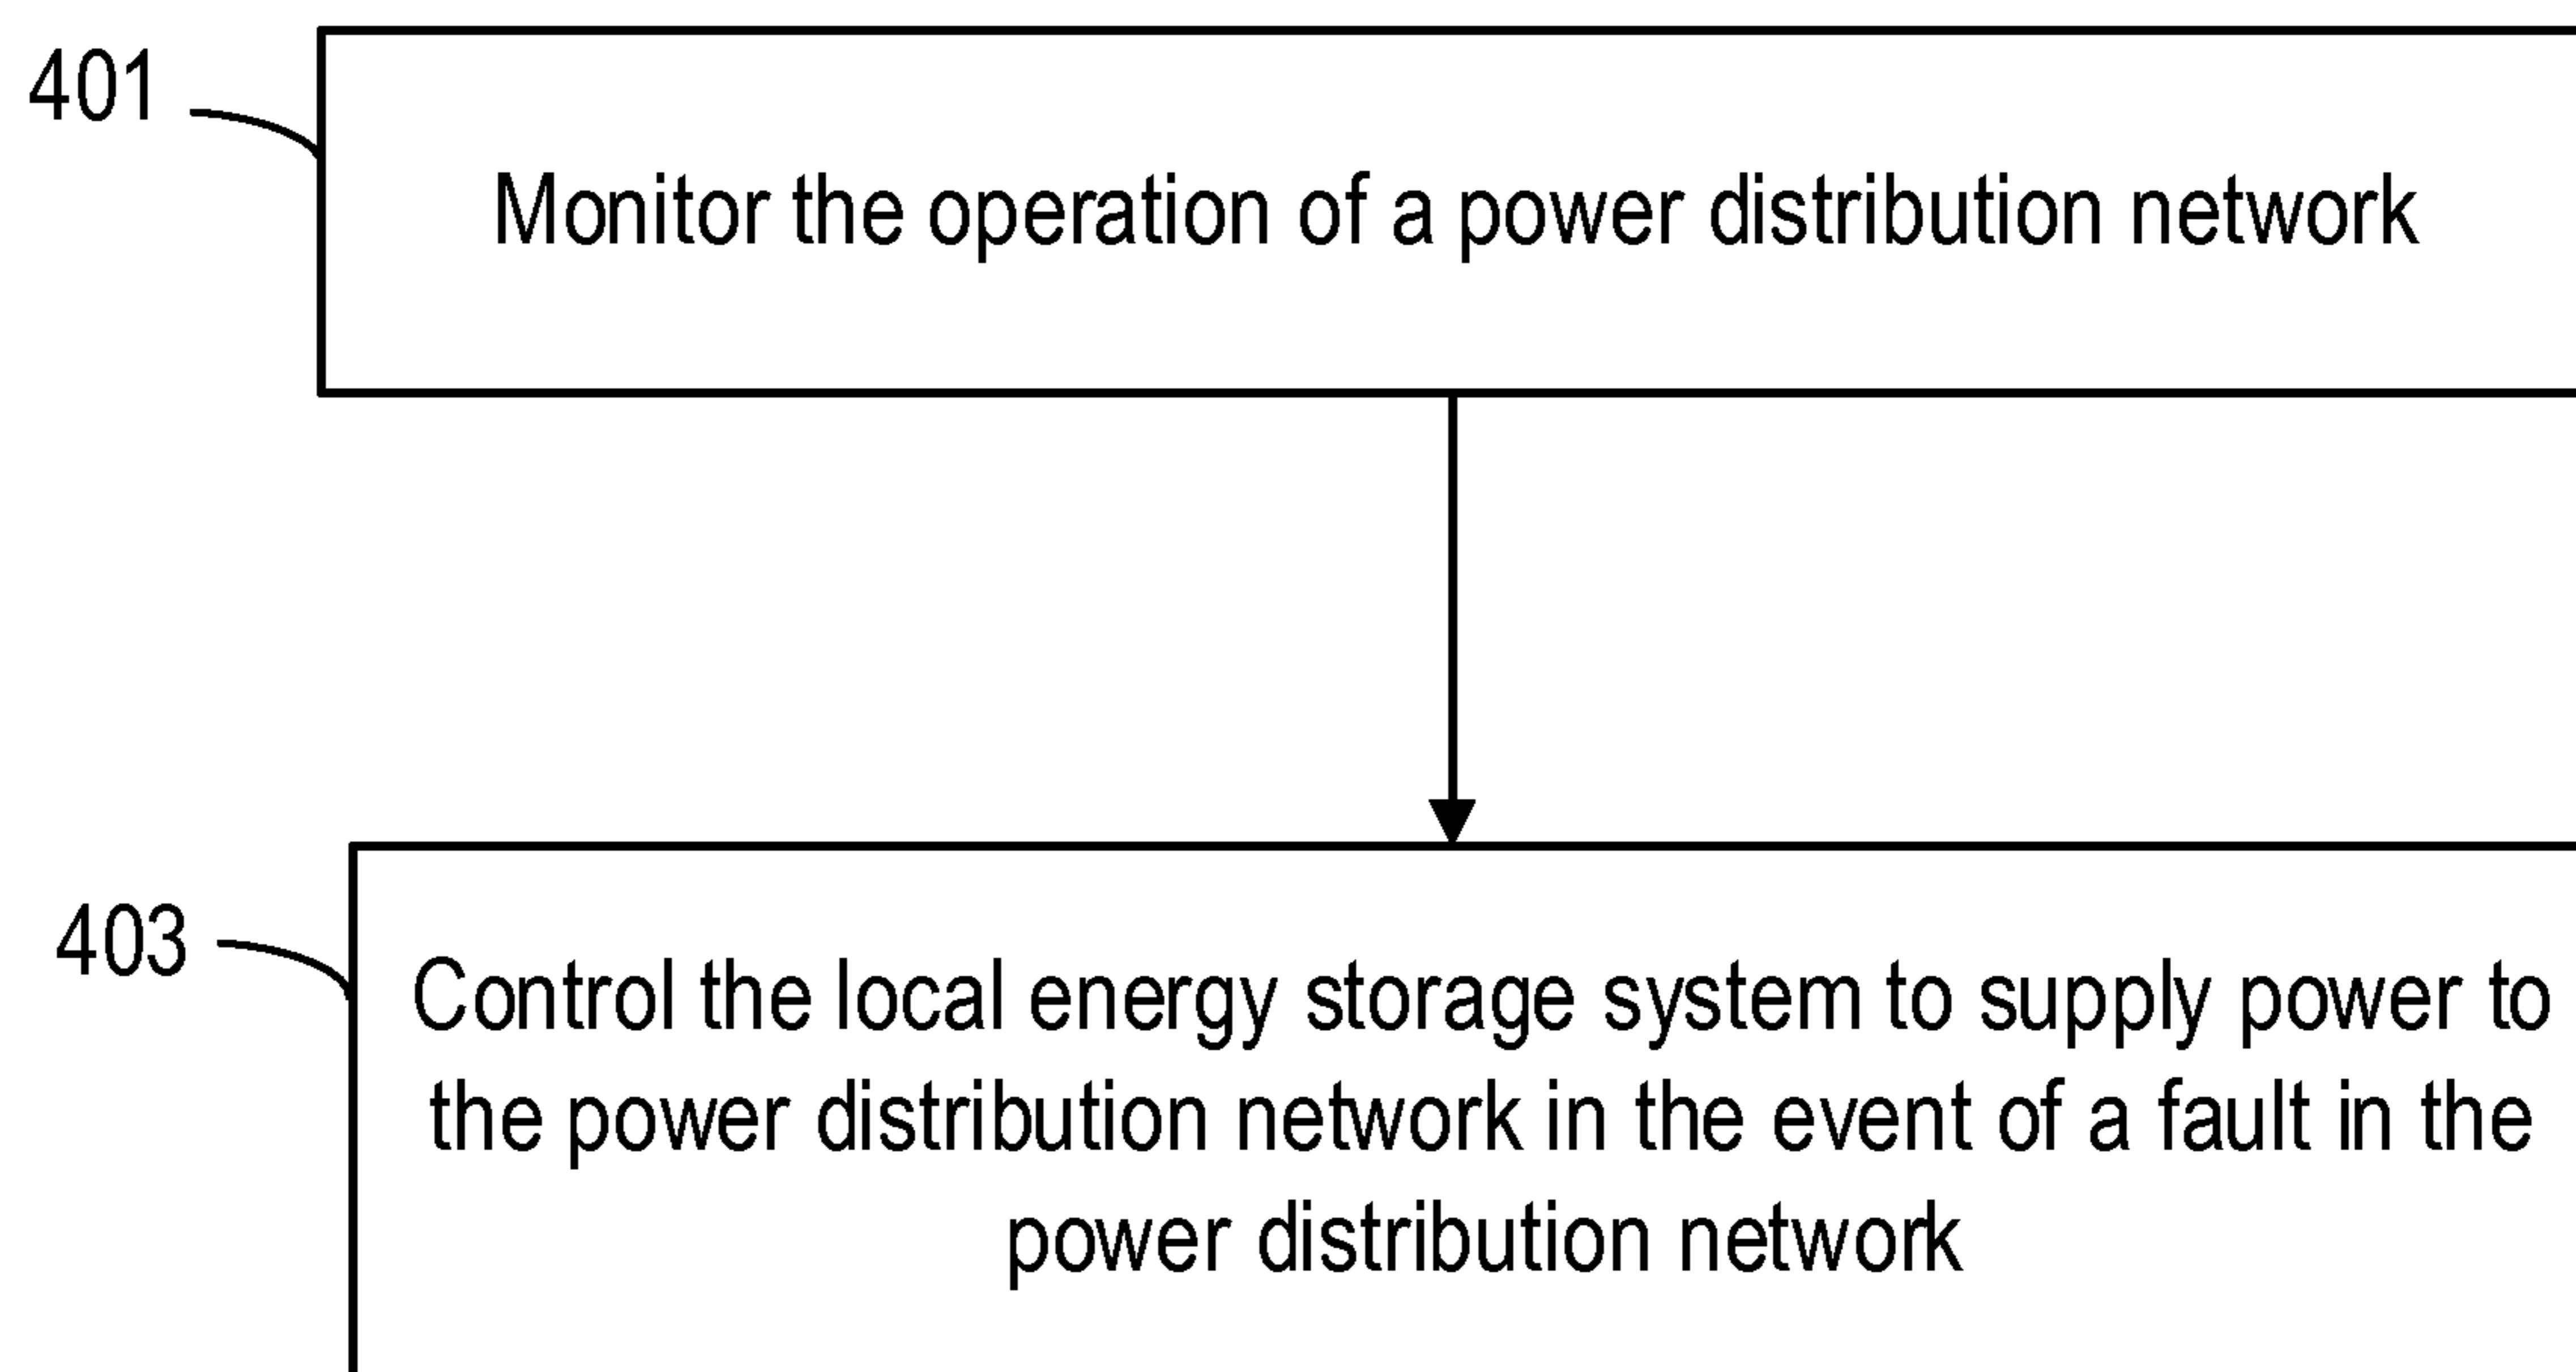 401
Monitor the operation of a power distribution network
403
Control the local energy storage system to supply power to
the power distribution network in the event of a fault in the
power distribution network